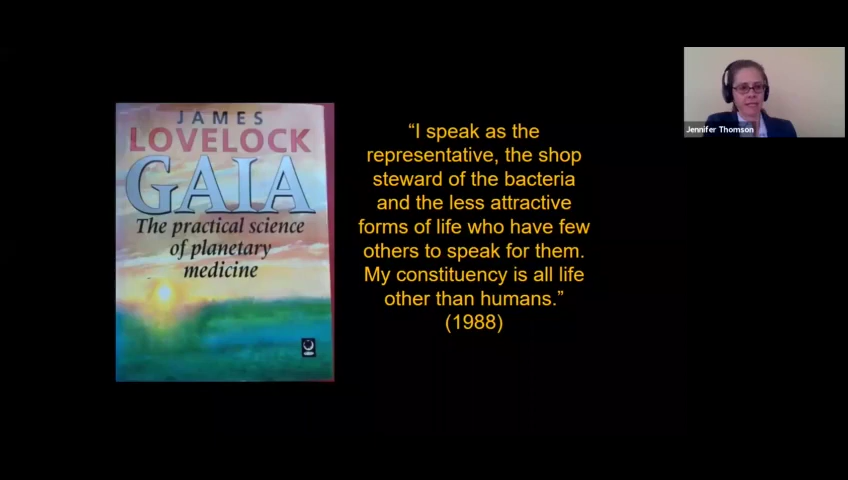 JAMES
LOVELOCK
GAIA
The practical science
of planetary
medicine
“I speak as the
representative, the shop
steward of the bacteria
and the less attractive
forms of life who have few
others to speak for them.
My constituency is all life
other than humans.”
(1988)
Jennifer Thomson